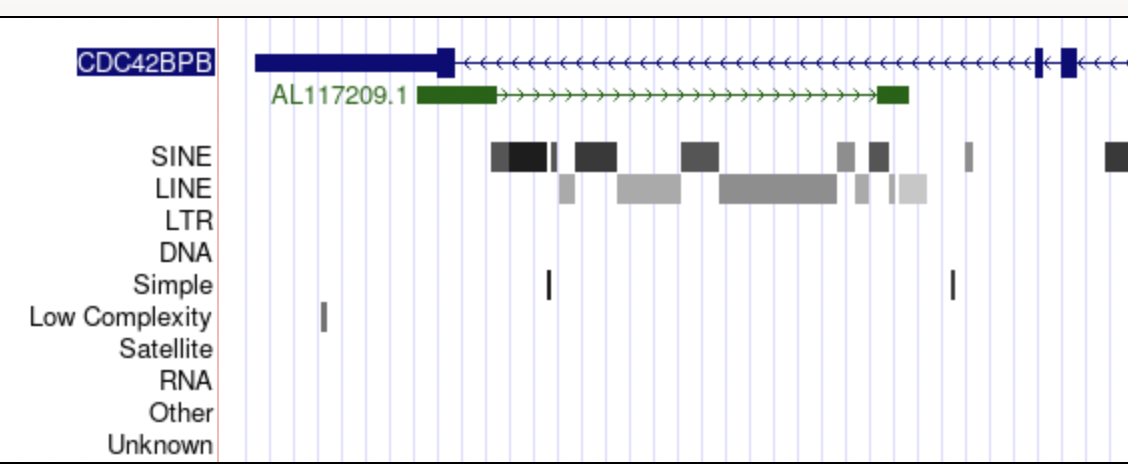 CDC42BPB
AL117209.1
SINE
LINE
LTR
DNA
Simple
Low Complexity
Satellite
RNA
Other
Unknown